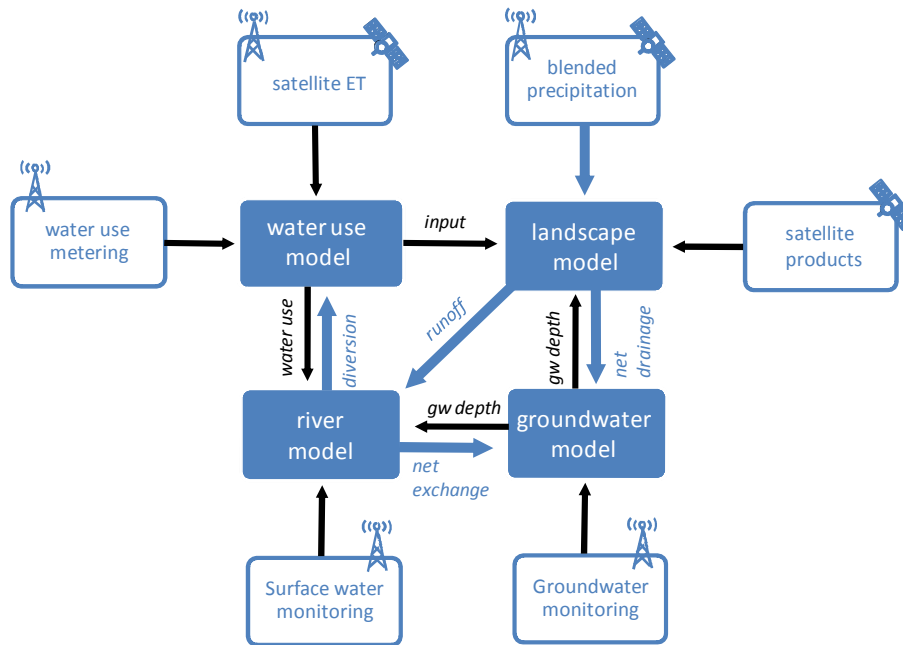 satellite ET
blended
precipitation
water use
metering
water use
model
input
landscape
model
satellite
products
water use
diversion
runoff
gw depth
net
drainage
river
model
gw depth
net
exchange
groundwater
model
Surface water
monitoring
Groundwater
monitoring